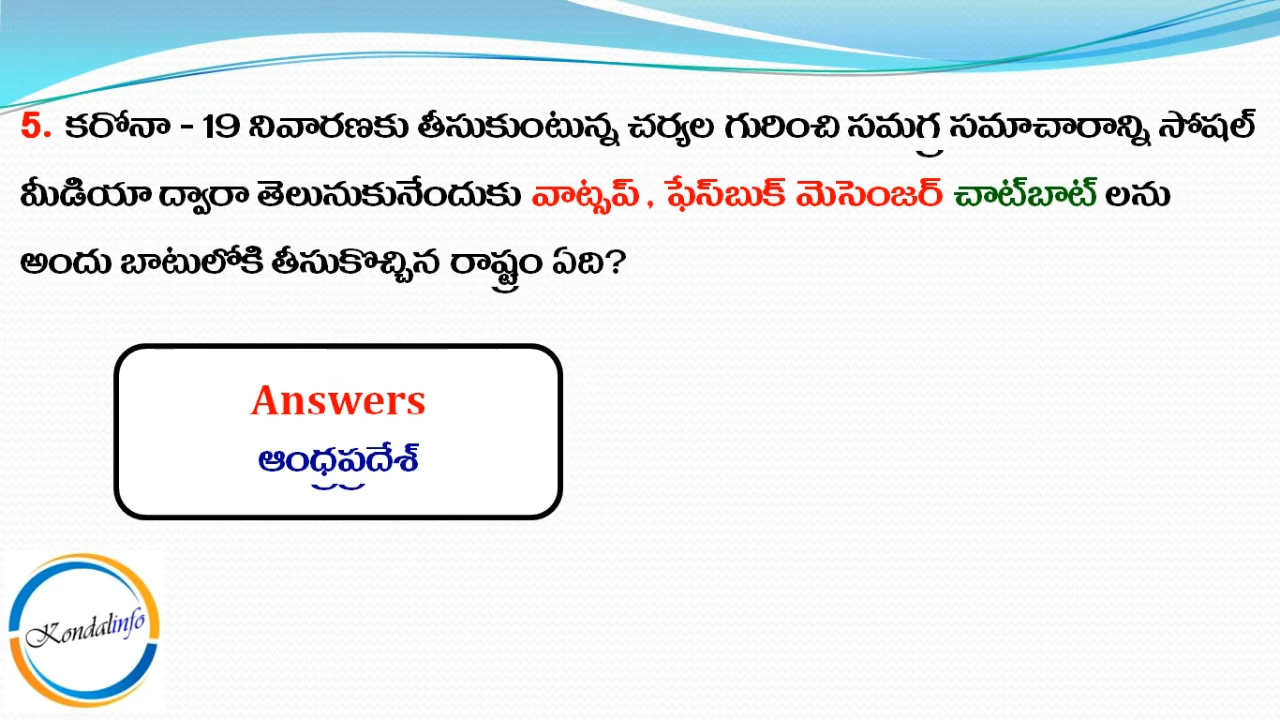 5. కరోనా - 19 నివారణకు తీసుకుంటున్న చర్యల గురించి సమగ్ర సమాచారాన్ని సోషల్
మీడియా ద్వారా తెలునుకునేందుకు వాట్సప్ , ఫేస్‌బుక్ మెసెంజర్ చాట్‌బాట్ లను
అందు బాటులోకి తీసుకొచ్చిన రాష్ట్రం ఏది?
Answers
ఆంధ్రప్రదేశ్
Kondalinfo